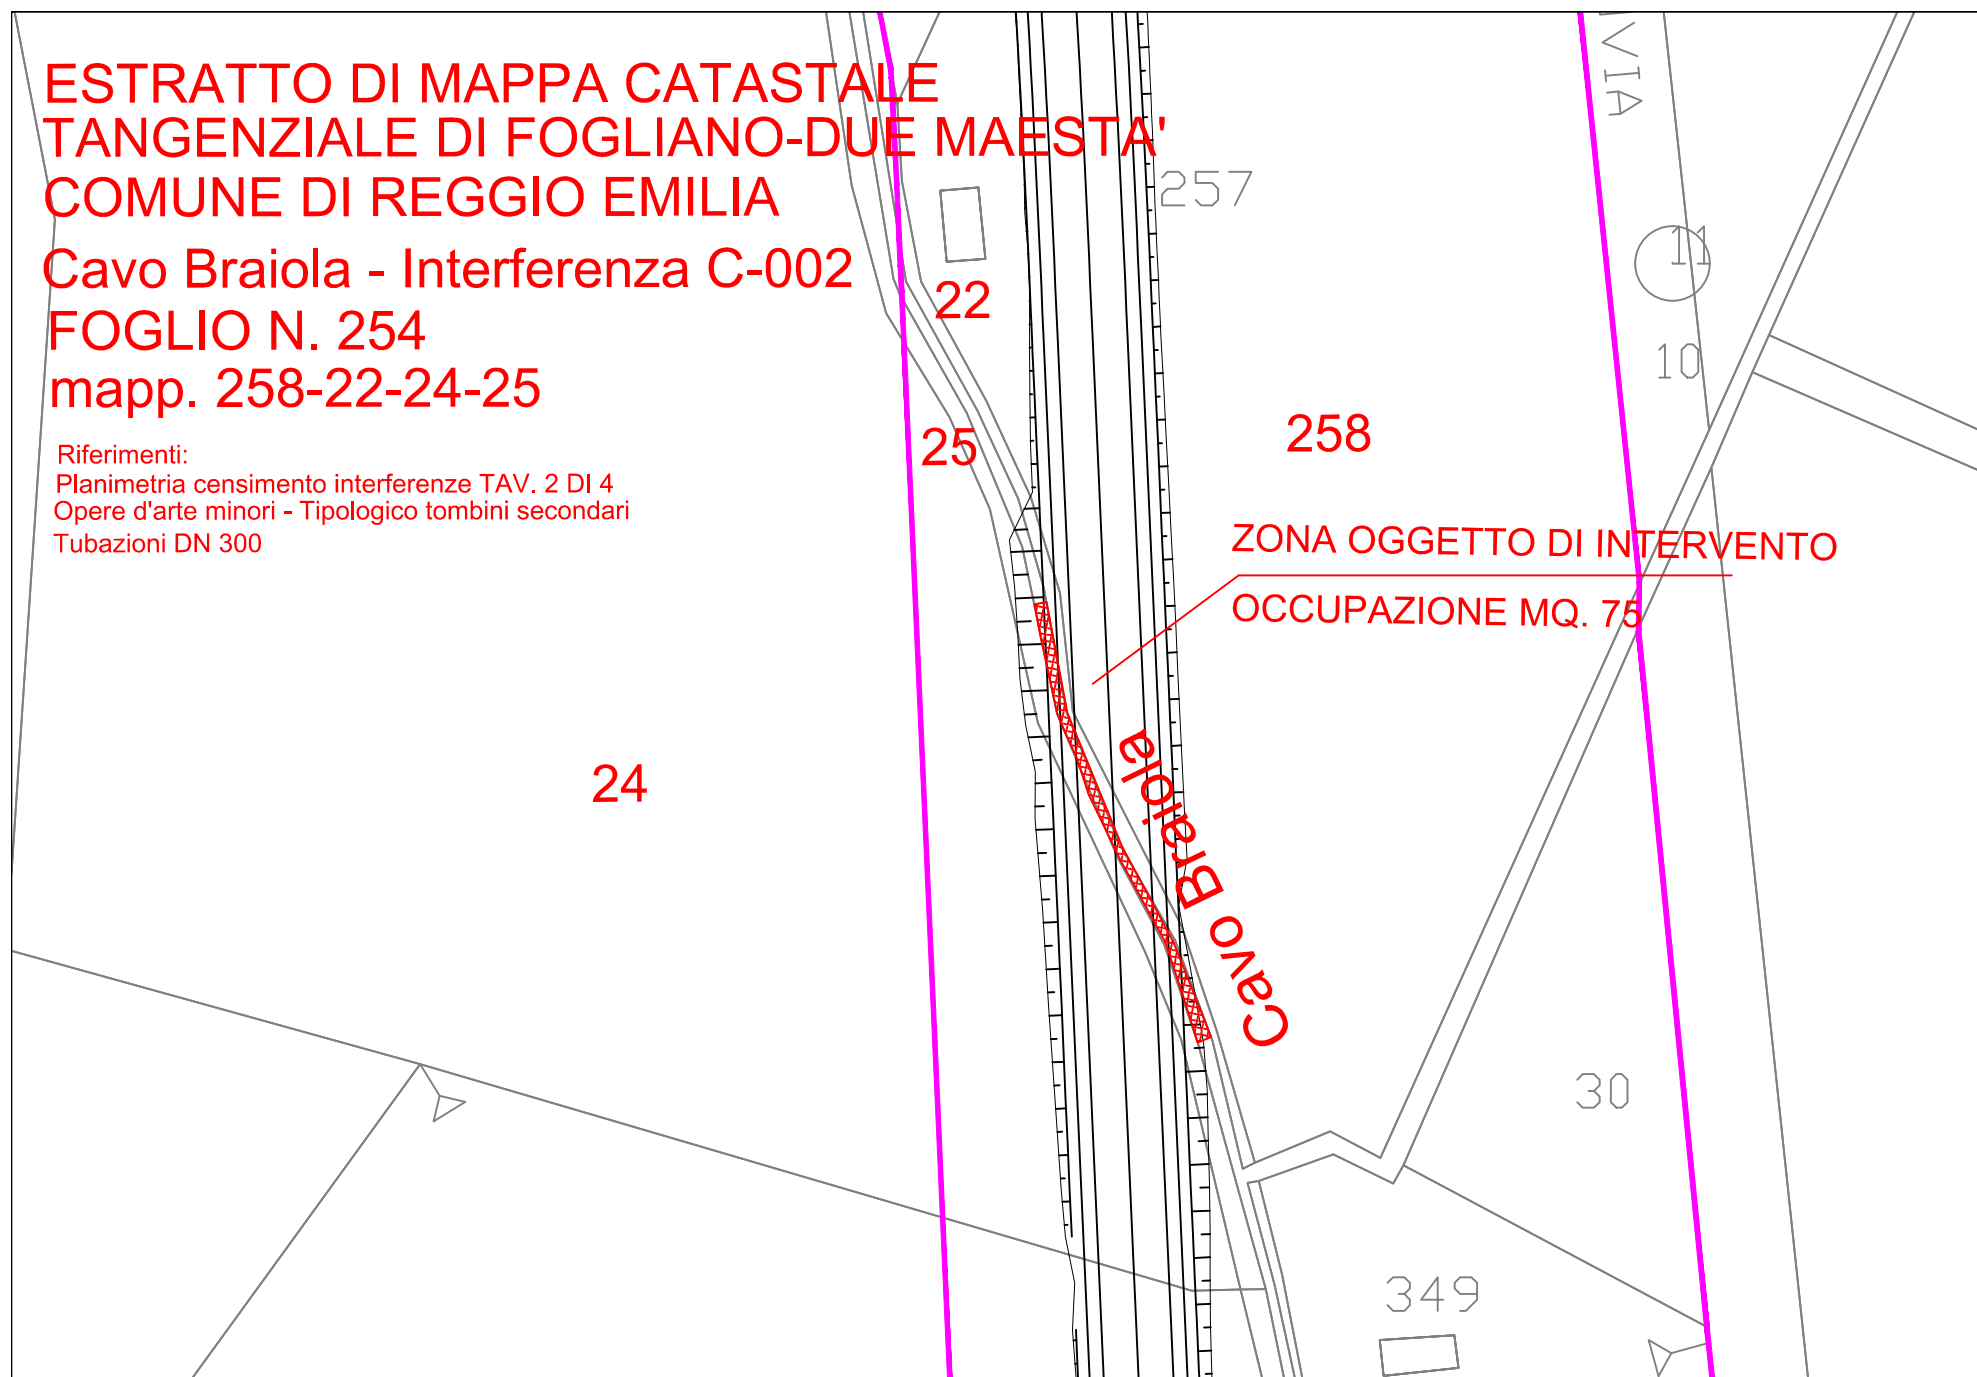 ESTRATTO DI MAPPA CATASTALE
TANGENZIALE DI FOGLIANO-DUE MAESTA'
COMUNE DI REGGIO EMILIA
Cavo Braiola - Interferenza C-002
FOGLIO N. 254
mapp. 258-22-24-25
Riferimenti:
Planimetria censimento interferenze TAV. 2 DI 4
Opere d'arte minori - Tipologico tombini secondari
Tubazioni DN 300
VIA
257
11
22
10
25
258
ZONA OGGETTO DI INTERVENTO
OCCUPAZIONE MQ. 75
24
Cavo Braiola
30
349